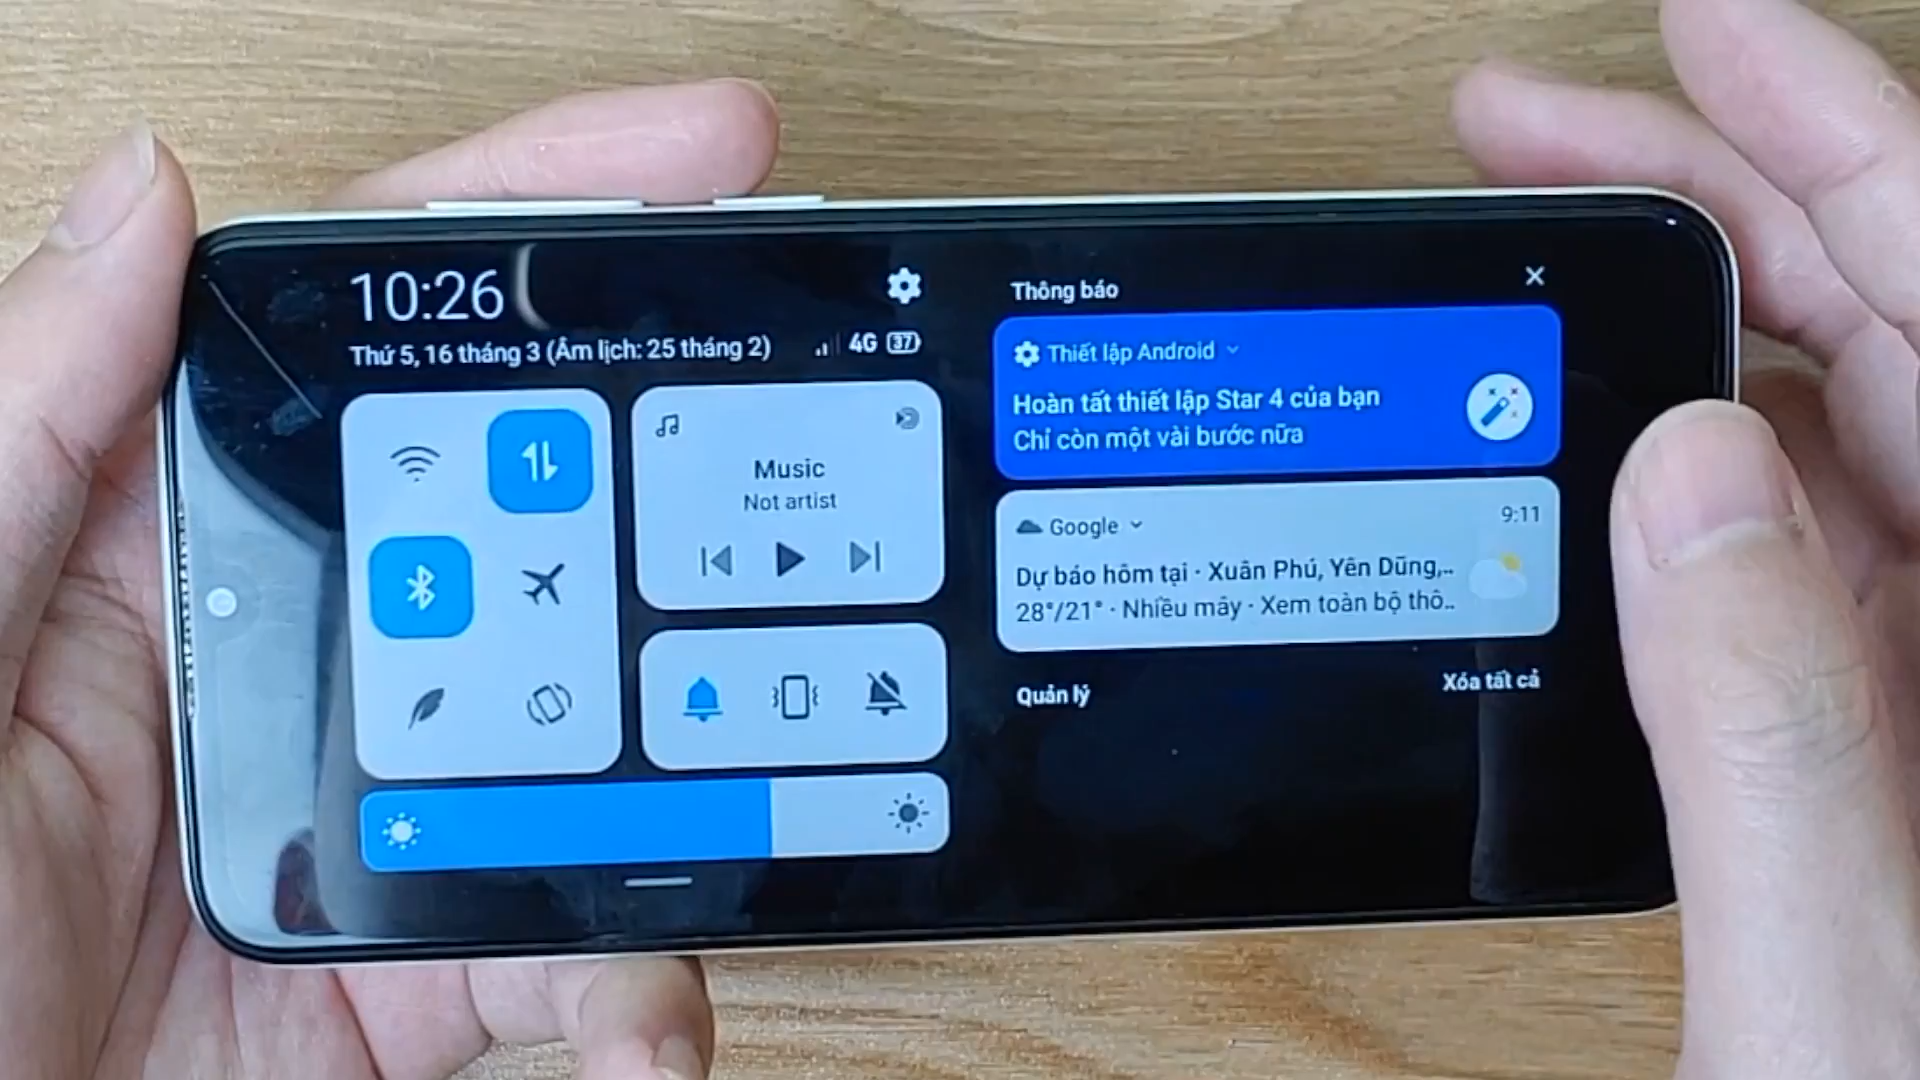 10:26
Thứ 5, 16 tháng 3 (Âm lịch: 25 tháng 2)
4G 37
Music
Not artist
Thông báo
Thiết lập Android
Hoàn tất thiết lập Star 4 của bạn
Chỉ còn một vài bước nữa
Google 9:11
Dự báo hôm tại · Xuân Phú, Yên Dũng,..
28°/21° · Nhiều mây · Xem toàn bộ thô..
Quản lý Xóa tất cả